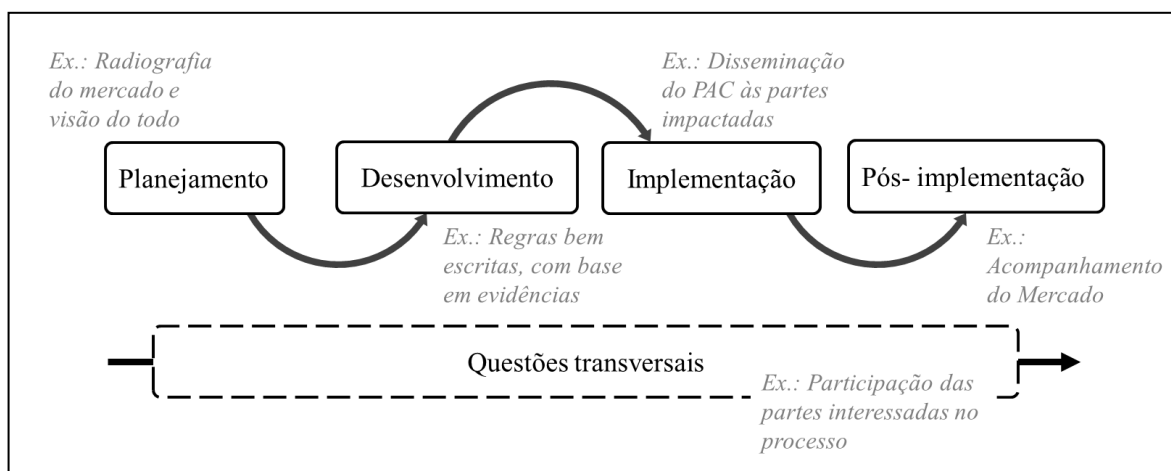 Ex.: Radiografia
do mercado e
visão do todo
Ex.: Disseminação
do PAC às partes
impactadas
Planejamento
Desenvolvimento
Implementação
Pós- implementação
Ex.: Regras bem
escritas, com base
em evidências
Ex.:
Acompanhamento
do Mercado
Questões transversais
Ex.: Participação das
partes interessadas no
processo